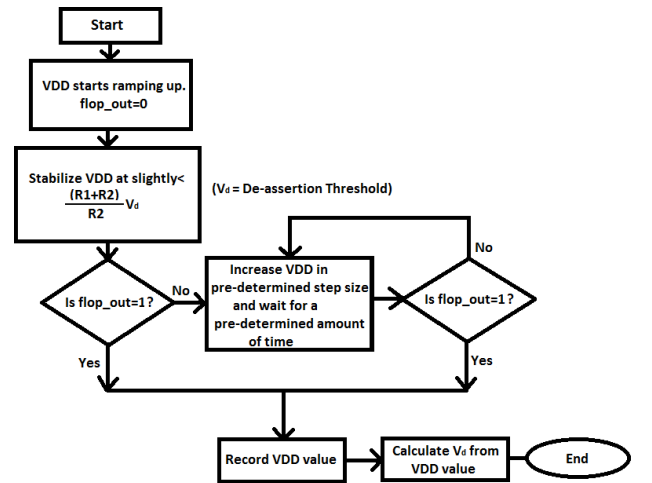 Start
VDD starts ramping up.
flop_out=0
Stabilize VDD at slightly<
(R1+R2)
R2
Vd
(Vd = De-assertion Threshold)
Is flop_out=1?
No
Increase VDD in
pre-determined step size
and wait for a
pre-determined amount
of time
Is flop_out=1?
No
Yes
Yes
Record VDD value
Calculate Vd from
VDD value
End